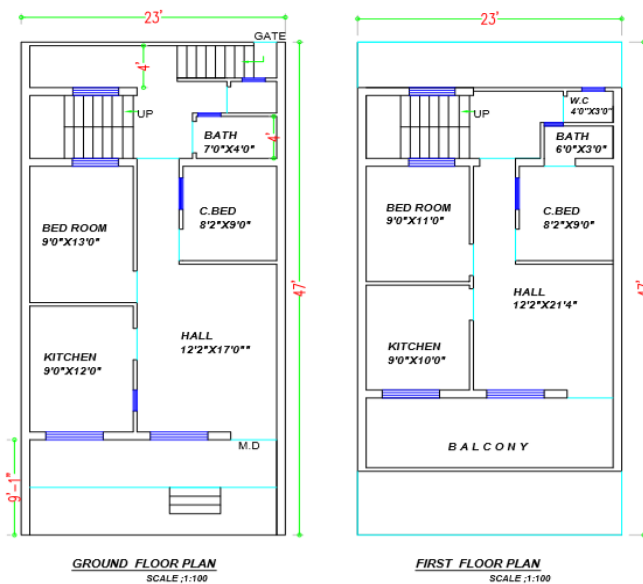 23'
GATE
4'
UP
BATH
7'0"X4'0"
4'
BED ROOM
9'0"X13'0"
C.BED
8'2"X9'0"
47'
HALL
12'2"X17'0""
KITCHEN
9'0"X12'0"
M.D
9'-1"
GROUND FLOOR PLAN
SCALE ;1:100
23'
W.C
4'0"X3'0"
UP
BATH
6'0"X3'0"
BED ROOM
9'0"X11'0"
C.BED
8'2"X9'0"
47'
HALL
12'2"X21'4"
KITCHEN
9'0"X10'0"
BALCONY
FIRST FLOOR PLAN
SCALE ;1:100